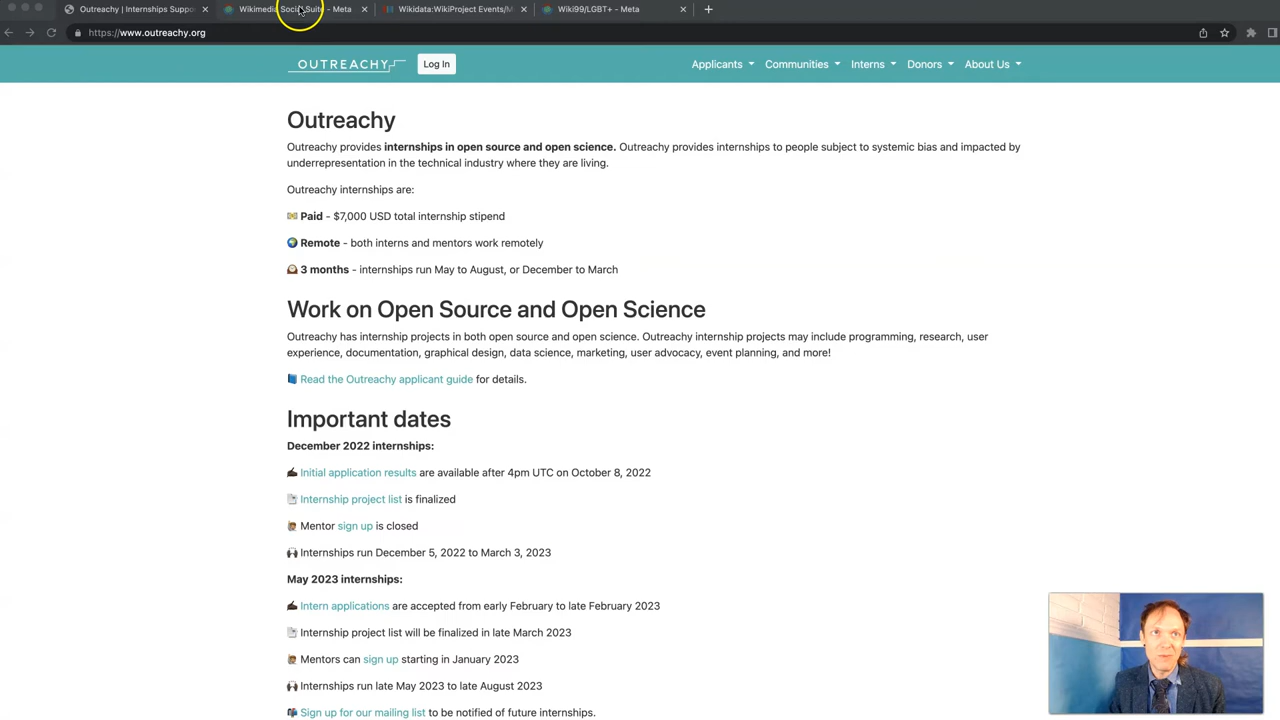 Outreachy | Internships Suppo
Wikimedia Social Suite - Meta
Wikidata:WikiProject Events/M
Wiki99/LGBT+ - Meta
https://www.outreachy.org
OUTREACHY
Log In
Applicants
Communities
Interns
Donors
About Us
Outreachy
Outreachy provides internships in open source and open science. Outreachy provides internships to people subject to systemic bias and impacted by
underrepresentation in the technical industry where they are living.
Outreachy internships are:
Paid - $7,000 USD total internship stipend
Remote - both interns and mentors work remotely
3 months - internships run May to August, or December to March
Work on Open Source and Open Science
Outreachy has internship projects in both open source and open science. Outreachy internship projects may include programming, research, user
experience, documentation, graphical design, data science, marketing, user advocacy, event planning, and more!
Read the Outreachy applicant guide for details.
Important dates
December 2022 internships:
Initial application results are available after 4pm UTC on October 8, 2022
Internship project list is finalized
Mentor sign up is closed
Internships run December 5, 2022 to March 3, 2023
May 2023 internships:
Intern applications are accepted from early February to late February 2023
Internship project list will be finalized in late March 2023
Mentors can sign up starting in January 2023
Internships run late May 2023 to late August 2023
Sign up for our mailing list to be notified of future internships.